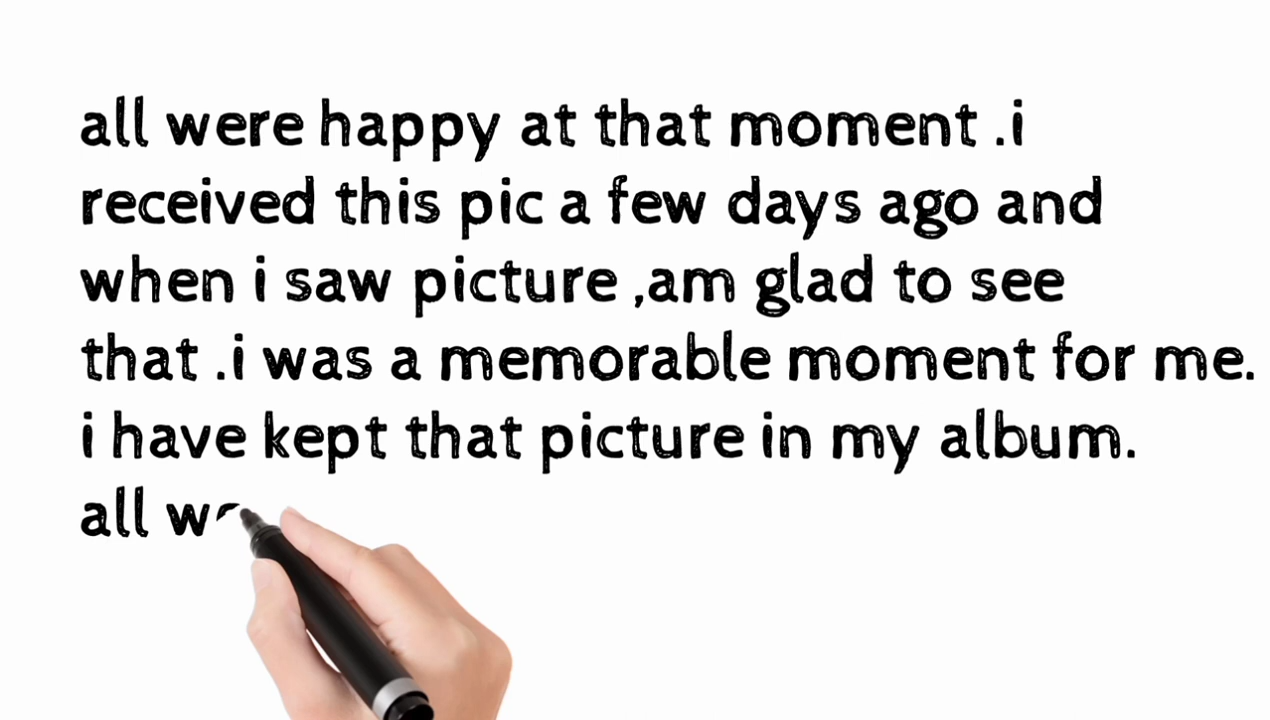 all were happy at that moment .i
received this pic a few days ago and
when i saw picture ,am glad to see
that .i was a memorable moment for me.
i have kept that picture in my album.
all